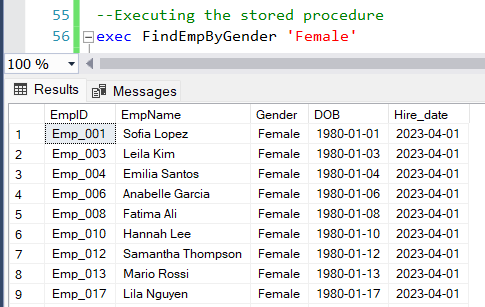 55 --Executing the stored procedure
56 exec FindEmpByGender 'Female'
100 %
Results Messages
EmpID EmpName Gender DOB Hire_date
1 Emp_001 Sofia Lopez Female 1980-01-01 2023-04-01
2 Emp_003 Leila Kim Female 1980-01-03 2023-04-01
3 Emp_004 Emilia Santos Female 1980-01-04 2023-04-01
4 Emp_006 Anabelle Garcia Female 1980-01-06 2023-04-01
5 Emp_008 Fatima Ali Female 1980-01-08 2023-04-01
6 Emp_010 Hannah Lee Female 1980-01-10 2023-04-01
7 Emp_012 Samantha Thompson Female 1980-01-12 2023-04-01
8 Emp_013 Mario Rossi Female 1980-01-13 2023-04-01
9 Emp_017 Lila Nguyen Female 1980-01-17 2023-04-01